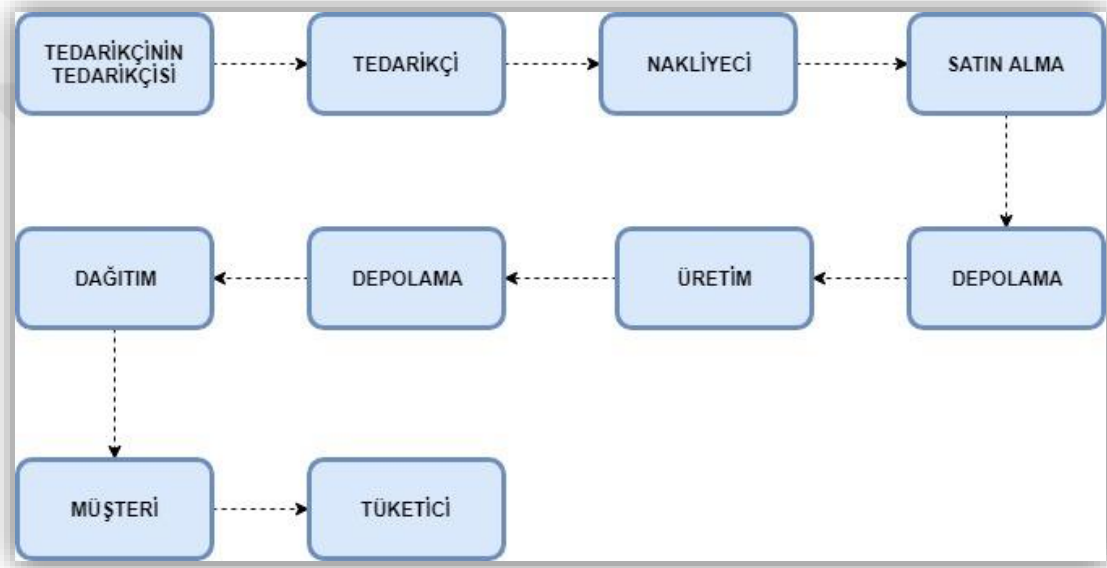 TEDARİKÇİNİN
TEDARİKÇİSİ
TEDARİKÇİ
NAKLİYECİ
SATIN ALMA
DEPOLAMA
ÜRETİM
DEPOLAMA
DAĞITIM
MÜŞTERİ
TÜKETİCİ